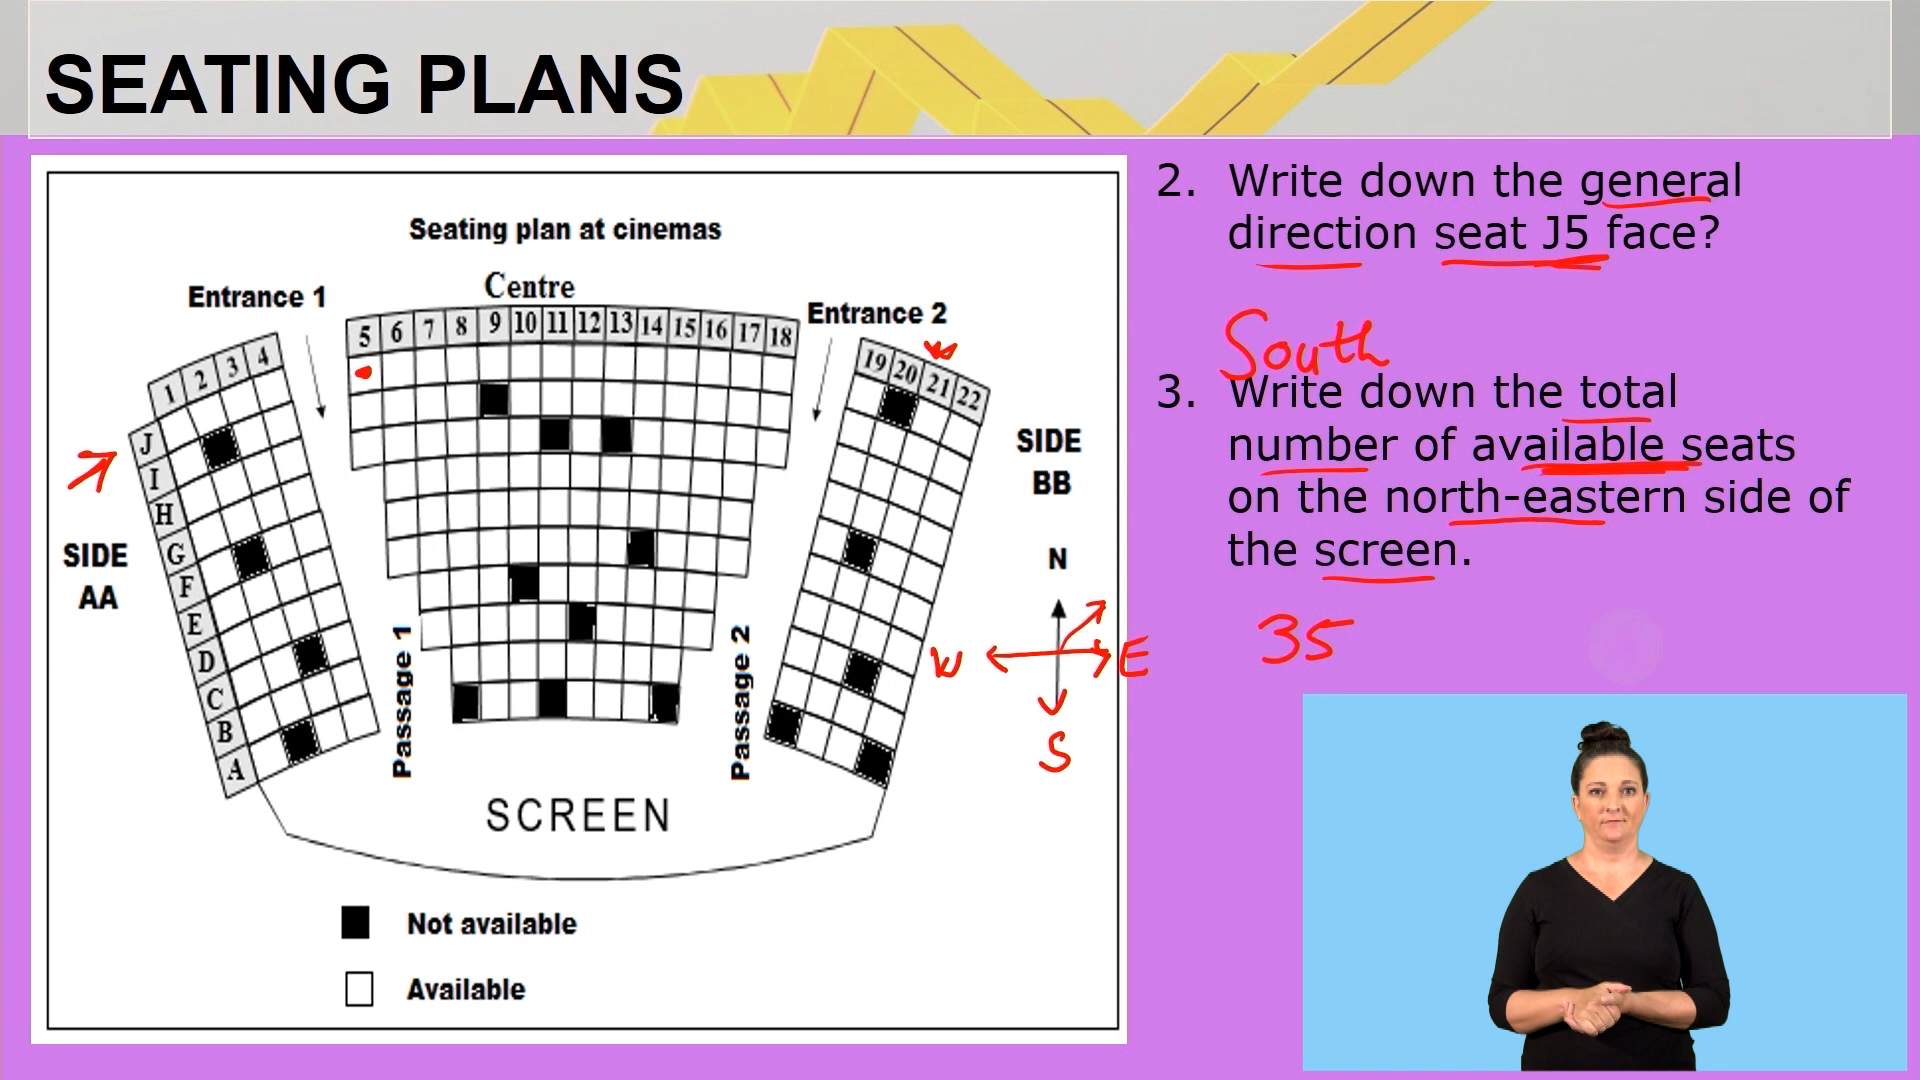 SEATING PLANS
Seating plan at cinemas
Centre
Entrance 1
Entrance 2
5 6 7 8 9 10 11 12 13 14 15 16 17 18
1 2 3 4
19 20 21 22
J
I
H
G
F
E
D
C
B
A
SIDE
AA
SIDE
BB
N
W
E
S
Passage 1
Passage 2
SCREEN
Not available
Available
2. Write down the general
direction seat J5 face?
South
3. Write down the total
number of available seats
on the north-eastern side of
the screen.
35